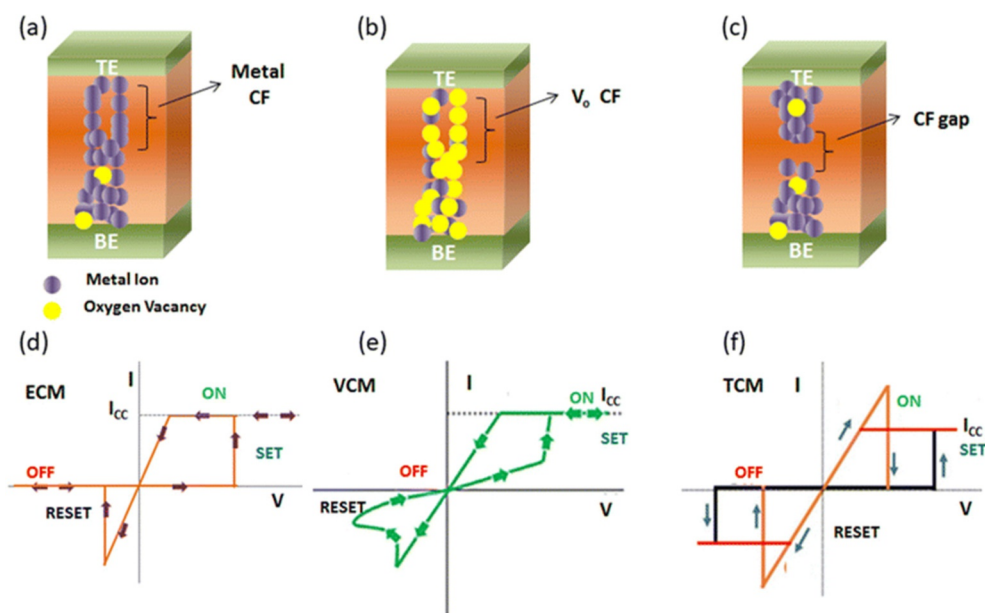 (a)
TE
Metal
CF
BE
Metal Ion
Oxygen Vacancy
(b)
TE
Vo CF
BE
(c)
TE
CF gap
BE
(d)
ECM
I
ON
ICC
SET
OFF
RESET
V
(e)
VCM
I
ON
ICC
SET
OFF
RESET
V
(f)
TCM
I
ON
ICC
SET
OFF
RESET
V